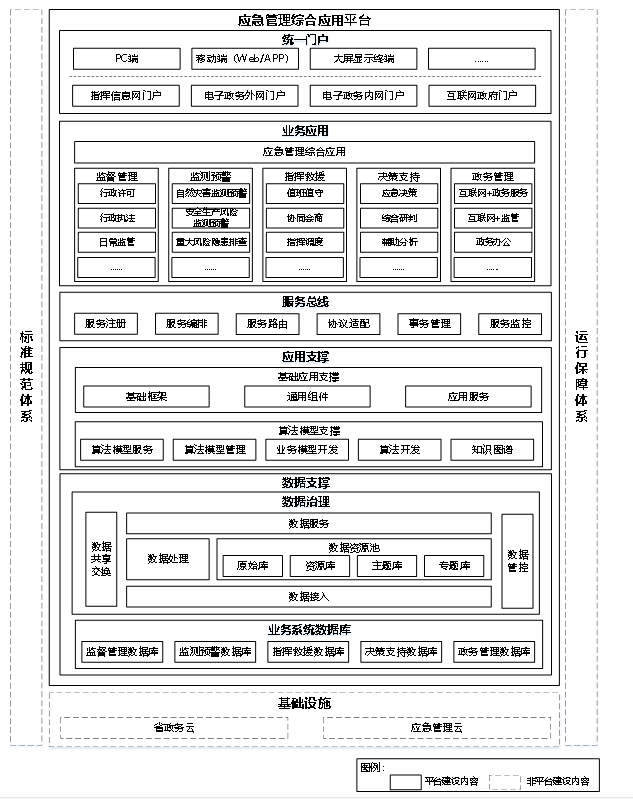 应急管理综合应用平台
统一门户
PC端 移动端（Web/APP） 大屏显示终端 ……
指挥信息网门户 电子政务外网门户 电子政务内网门户 互联网政府门户
业务应用
应急管理综合应用
监督管理 监测预警 指挥救援 决策支持 政务管理
行政许可 自然灾害监测预警 值班值守 应急决策 互联网+政务服务
行政执法 安全生产风险 协同会商 综合研判 互联网+监管
监测预警
日常监管 重大风险隐患排查 指挥调度 辅助分析 政务办公
…… …… …… …… ……
服务总线
服务注册 服务编排 服务路由 协议适配 事务管理 服务监控
应用支撑
基础应用支撑
基础框架 通用组件 应用服务
算法模型支撑
算法模型服务 算法模型管理 业务模型开发 算法开发 知识图谱
数据支撑
数据治理
数据共享交换
数据服务
数据处理
数据资源池
原始库 资源库 主题库 专题库
数据接入
数据管控
业务系统数据库
监督管理数据库 监测预警数据库 指挥救援数据库 决策支持数据库 政务管理数据库
标准规范体系
运行保障体系
基础设施
省政务云 应急管理云
图例：
平台建设内容 非平台建设内容